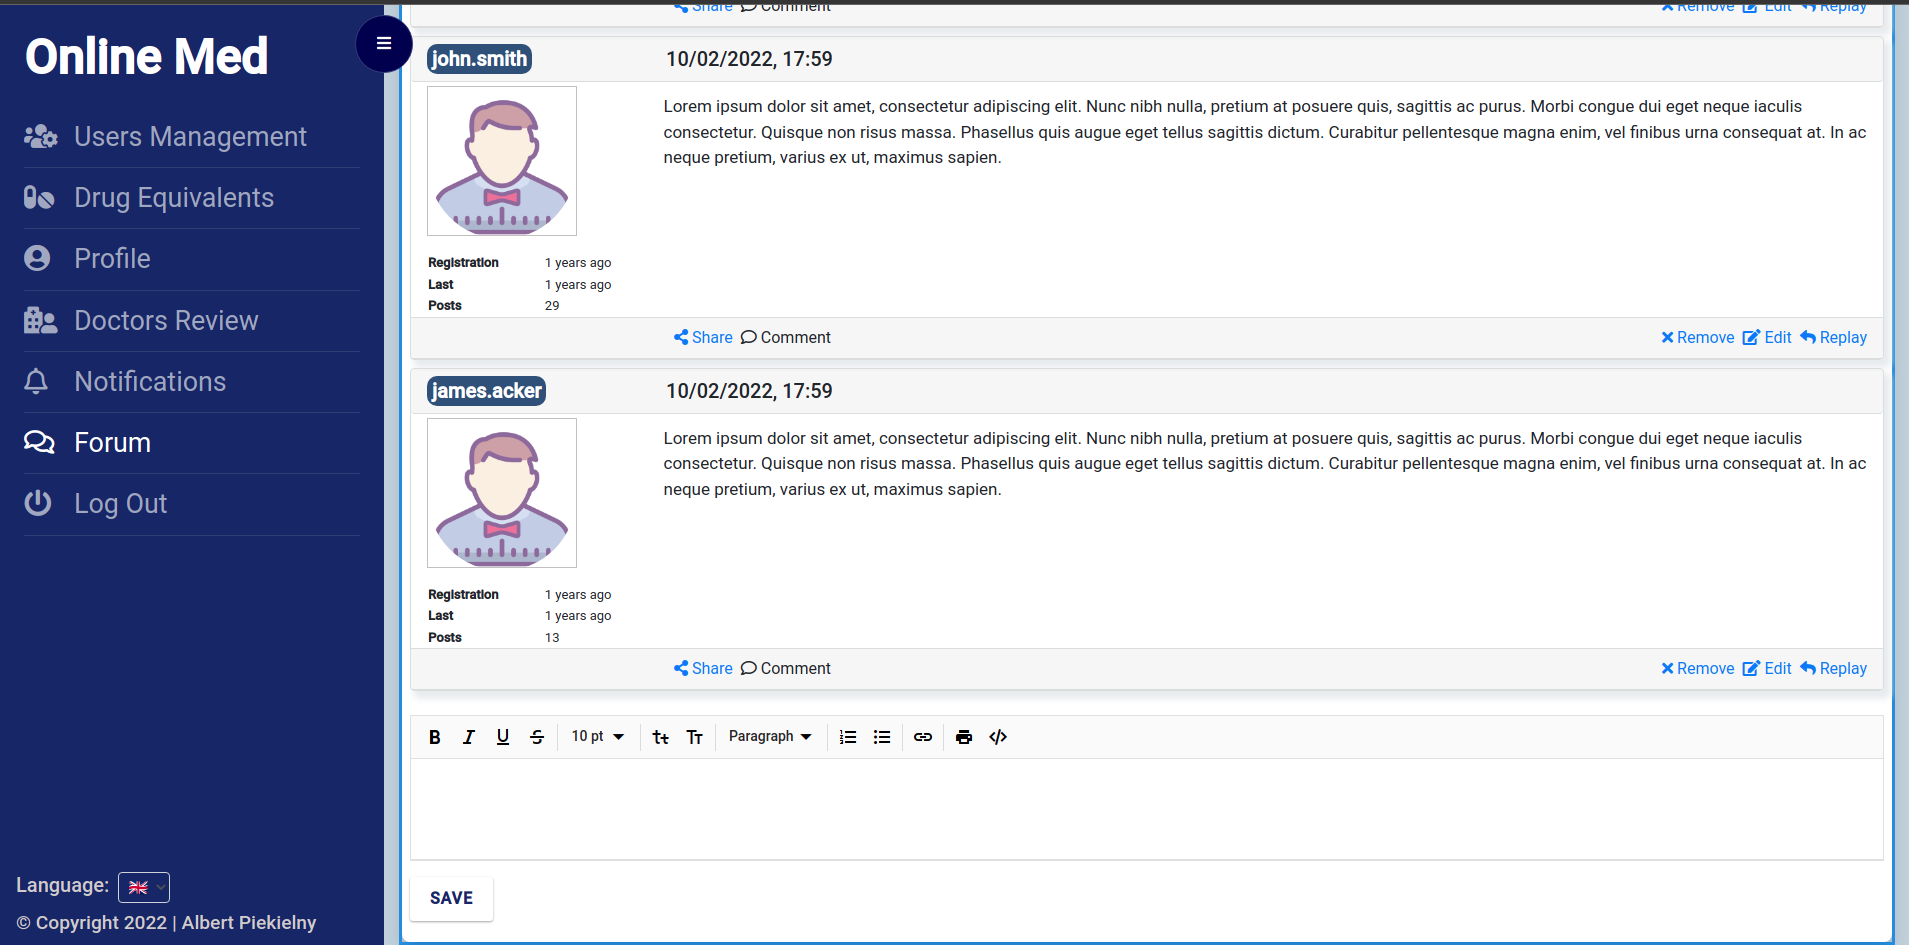 Online Med
Users Management
Drug Equivalents
Profile
Doctors Review
Notifications
Forum
Log Out
Language:
© Copyright 2022 | Albert Piekielny
Share Comment Remove Edit Replay
john.smith 10/02/2022, 17:59
Lorem ipsum dolor sit amet, consectetur adipiscing elit. Nunc nibh nulla, pretium at posuere quis, sagittis ac purus. Morbi congue dui eget neque iaculis
consectetur. Quisque non risus massa. Phasellus quis augue eget tellus sagittis dictum. Curabitur pellentesque magna enim, vel finibus urna consequat at. In ac
neque pretium, varius ex ut, maximus sapien.
Registration 1 years ago
Last 1 years ago
Posts 29
Share Comment Remove Edit Replay
james.acker 10/02/2022, 17:59
Lorem ipsum dolor sit amet, consectetur adipiscing elit. Nunc nibh nulla, pretium at posuere quis, sagittis ac purus. Morbi congue dui eget neque iaculis
consectetur. Quisque non risus massa. Phasellus quis augue eget tellus sagittis dictum. Curabitur pellentesque magna enim, vel finibus urna consequat at. In ac
neque pretium, varius ex ut, maximus sapien.
Registration 1 years ago
Last 1 years ago
Posts 13
Share Comment Remove Edit Replay
10 pt Paragraph
SAVE